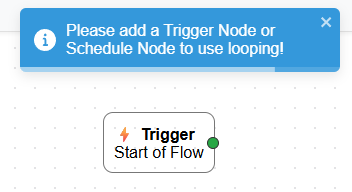 Please add a Trigger Node or
Schedule Node to use looping!
Trigger
Start of Flow